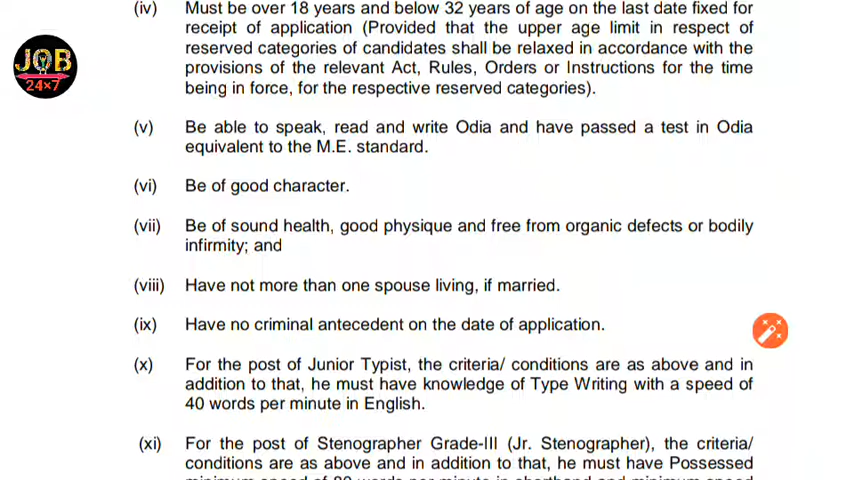 (iv) Must be over 18 years and below 32 years of age on the last date fixed for
receipt of application (Provided that the upper age limit in respect of
reserved categories of candidates shall be relaxed in accordance with the
provisions of the relevant Act, Rules, Orders or Instructions for the time
being in force, for the respective reserved categories).
JOB
24×7
(v) Be able to speak, read and write Odia and have passed a test in Odia
equivalent to the M.E. standard.
(vi) Be of good character.
(vii) Be of sound health, good physique and free from organic defects or bodily
infirmity; and
(viii) Have not more than one spouse living, if married.
(ix) Have no criminal antecedent on the date of application.
(x) For the post of Junior Typist, the criteria/ conditions are as above and in
addition to that, he must have knowledge of Type Writing with a speed of
40 words per minute in English.
(xi) For the post of Stenographer Grade-III (Jr. Stenographer), the criteria/
conditions are as above and in addition to that, he must have Possessed